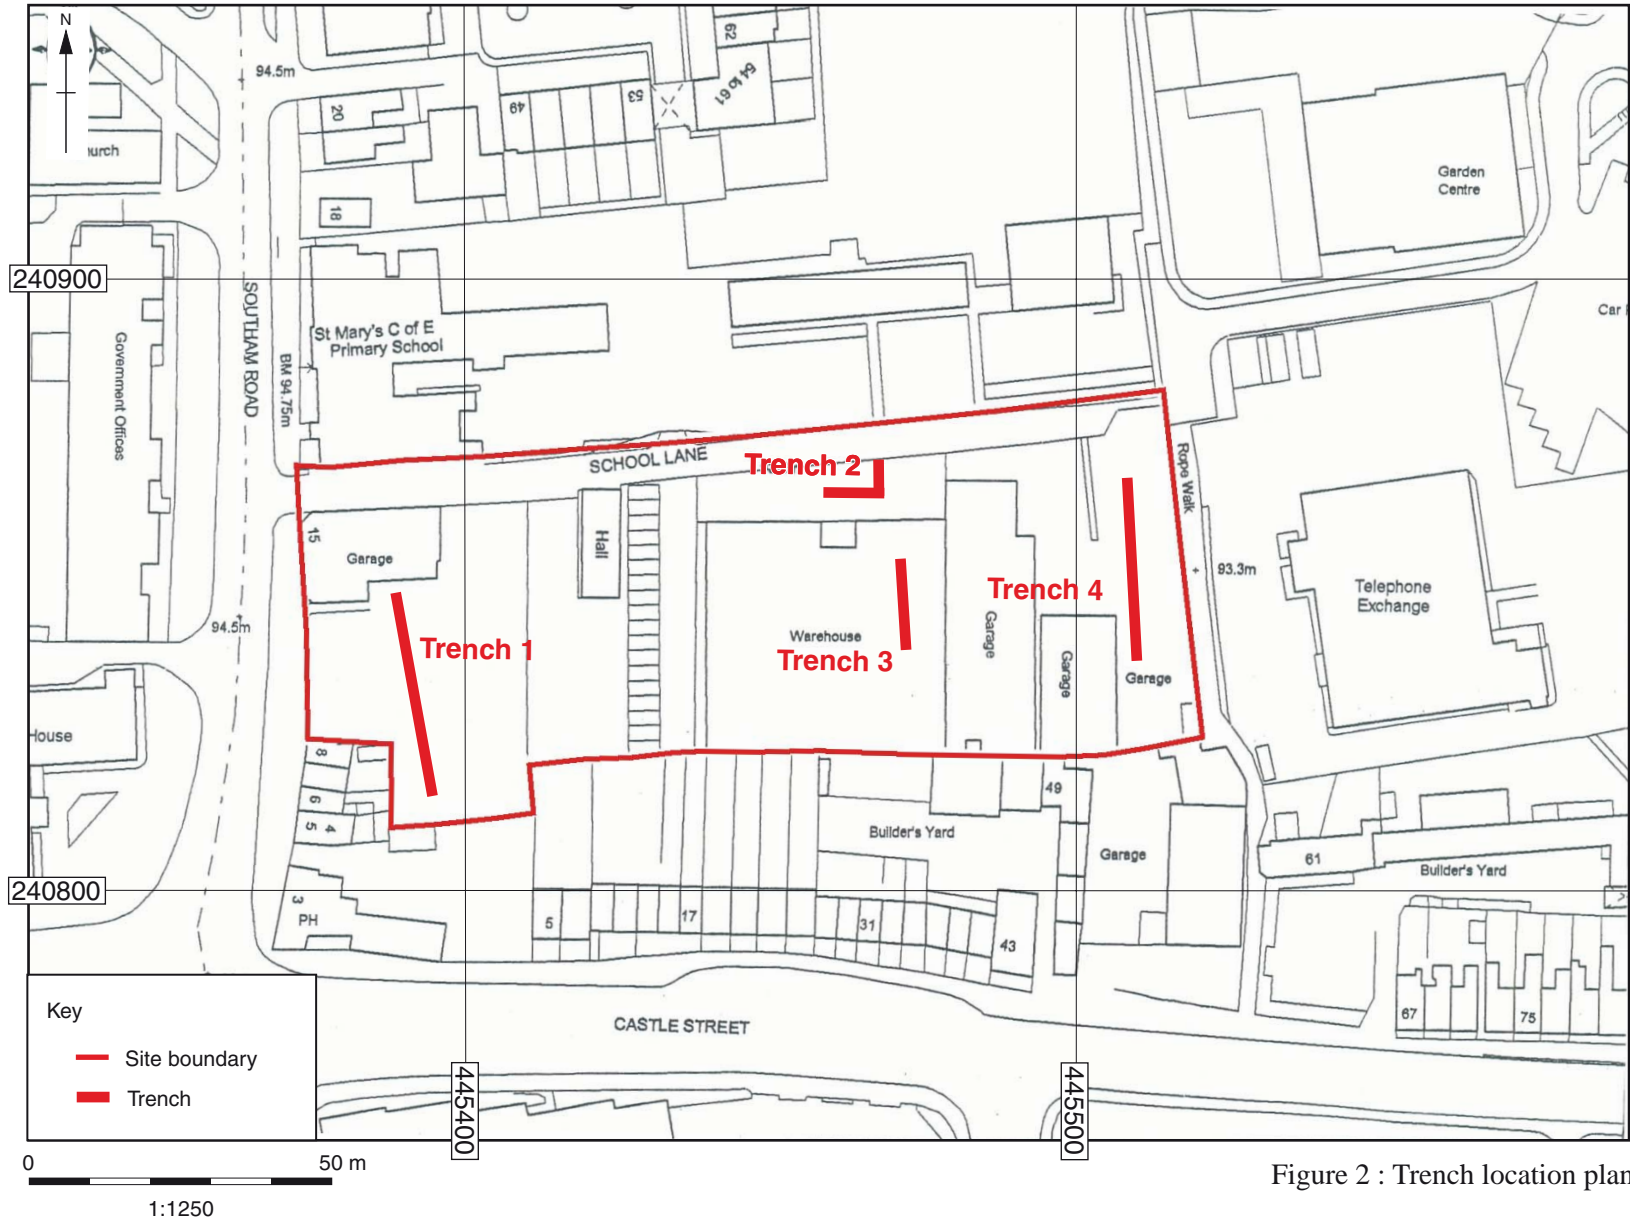 N
94.5m
62
54 to 61
53
49
20
18
urch
Garden
Centre
240900
SOUTHAM ROAD
Government Offices
St Mary's C of E
Primary School
BM 94.75m
Car
SCHOOL LANE
Trench 2
Rope Walk
15
Garage
Hall
93.3m
Telephone
Exchange
Trench 4
Garage
94.5m
Trench 1
Warehouse
Trench 3
Garage
Garage
House
8
6
5 4
49
Builder's Yard
Garage
61
Builder's Yard
240800
3
PH
5
17
31
43
67
75
CASTLE STREET
Key
Site boundary
Trench
445400
445500
0 50 m
1:1250
Figure 2 : Trench location plan